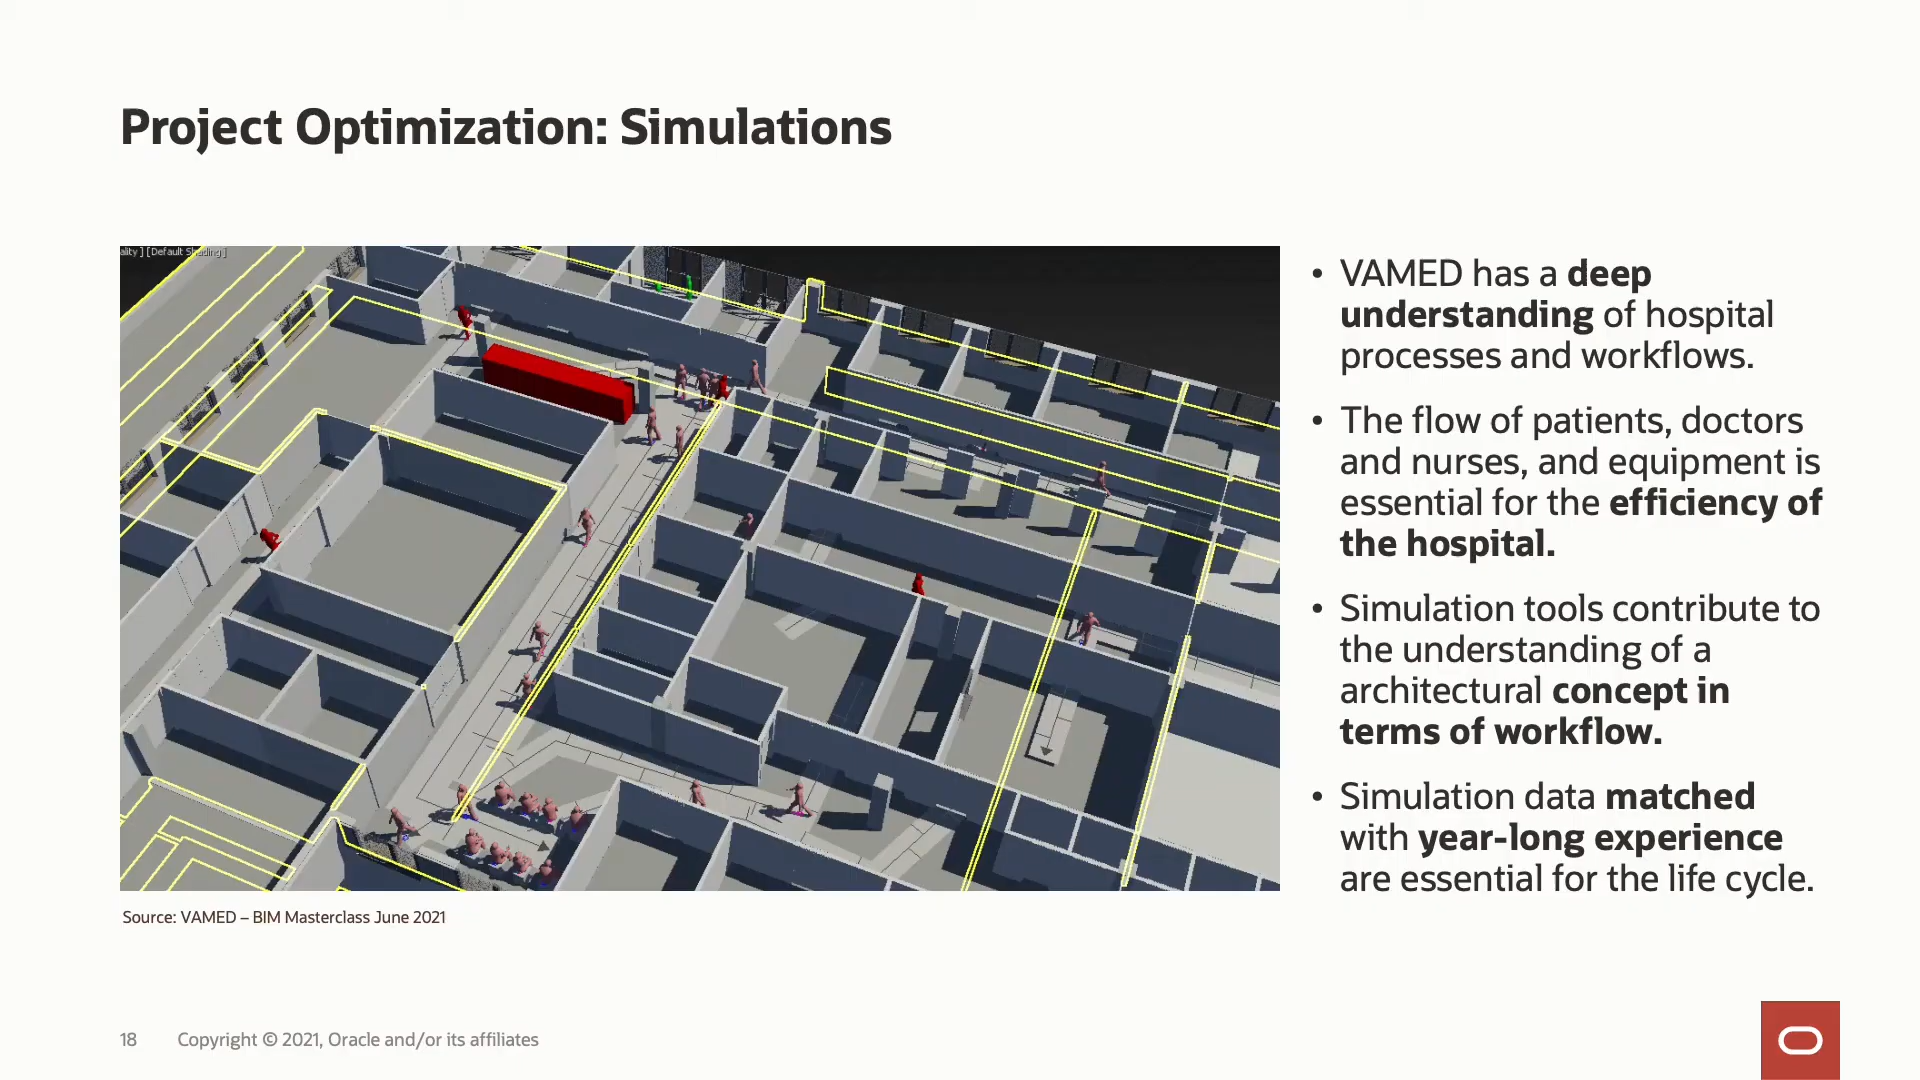 Project Optimization: Simulations
ality ] [Default Shading ]
• VAMED has a deep
understanding of hospital
processes and workflows.
• The flow of patients, doctors
and nurses, and equipment is
essential for the efficiency of
the hospital.
• Simulation tools contribute to
the understanding of a
architectural concept in
terms of workflow.
• Simulation data matched
with year-long experience
are essential for the life cycle.
Source: VAMED – BIM Masterclass June 2021
18 Copyright © 2021, Oracle and/or its affiliates